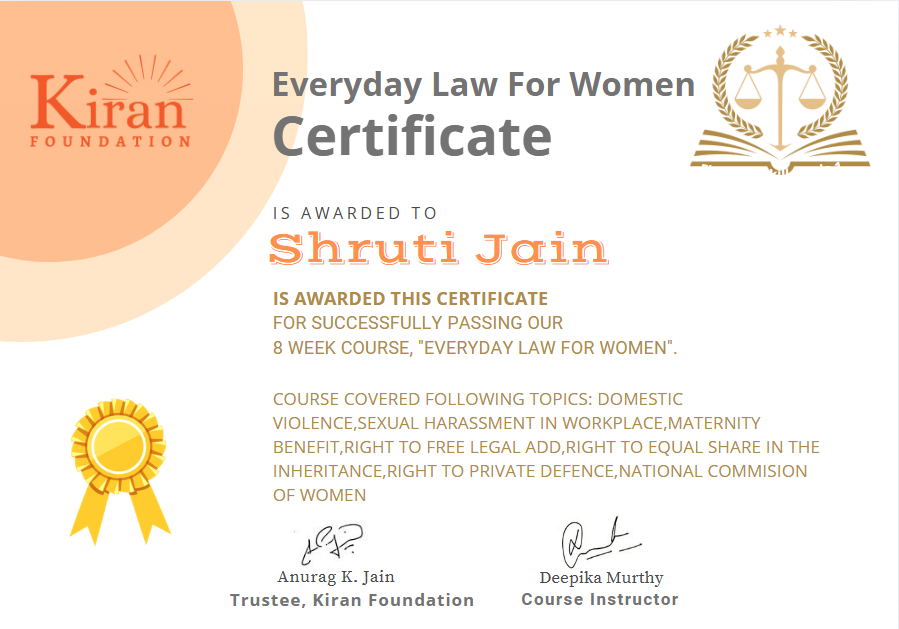 Kiran
FOUNDATION
Everyday Law For Women
Certificate
IS AWARDED TO
Shruti Jain
IS AWARDED THIS CERTIFICATE
FOR SUCCESSFULLY PASSING OUR
8 WEEK COURSE, "EVERYDAY LAW FOR WOMEN".
COURSE COVERED FOLLOWING TOPICS: DOMESTIC
VIOLENCE,SEXUAL HARASSMENT IN WORKPLACE,MATERNITY
BENEFIT,RIGHT TO FREE LEGAL ADD,RIGHT TO EQUAL SHARE IN THE
INHERITANCE,RIGHT TO PRIVATE DEFENCE,NATIONAL COMMISION
OF WOMEN
Anurag K. Jain
Trustee, Kiran Foundation
Deepika Murthy
Course Instructor